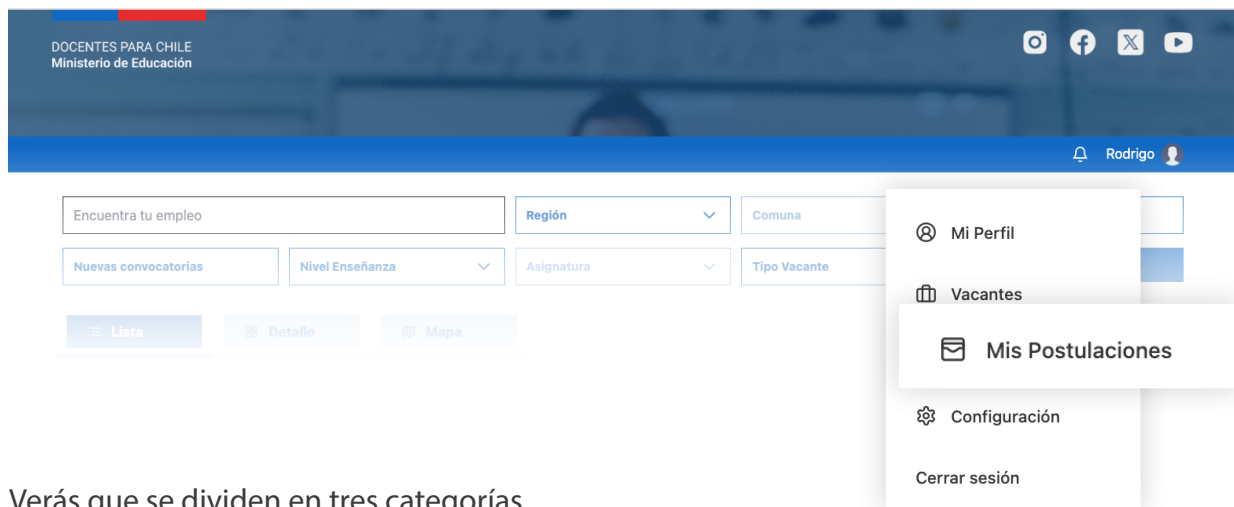 DOCENTES PARA CHILE
Ministerio de Educación
Rodrigo
Encuentra tu empleo
Región
Comuna
Nuevas convocatorias
Nivel Enseñanza
Asignatura
Tipo Vacante
Lista
Detalle
Mapa
Mi Perfil
Vacantes
Mis Postulaciones
Configuración
Cerrar sesión
Verás que se dividen en tres categorías